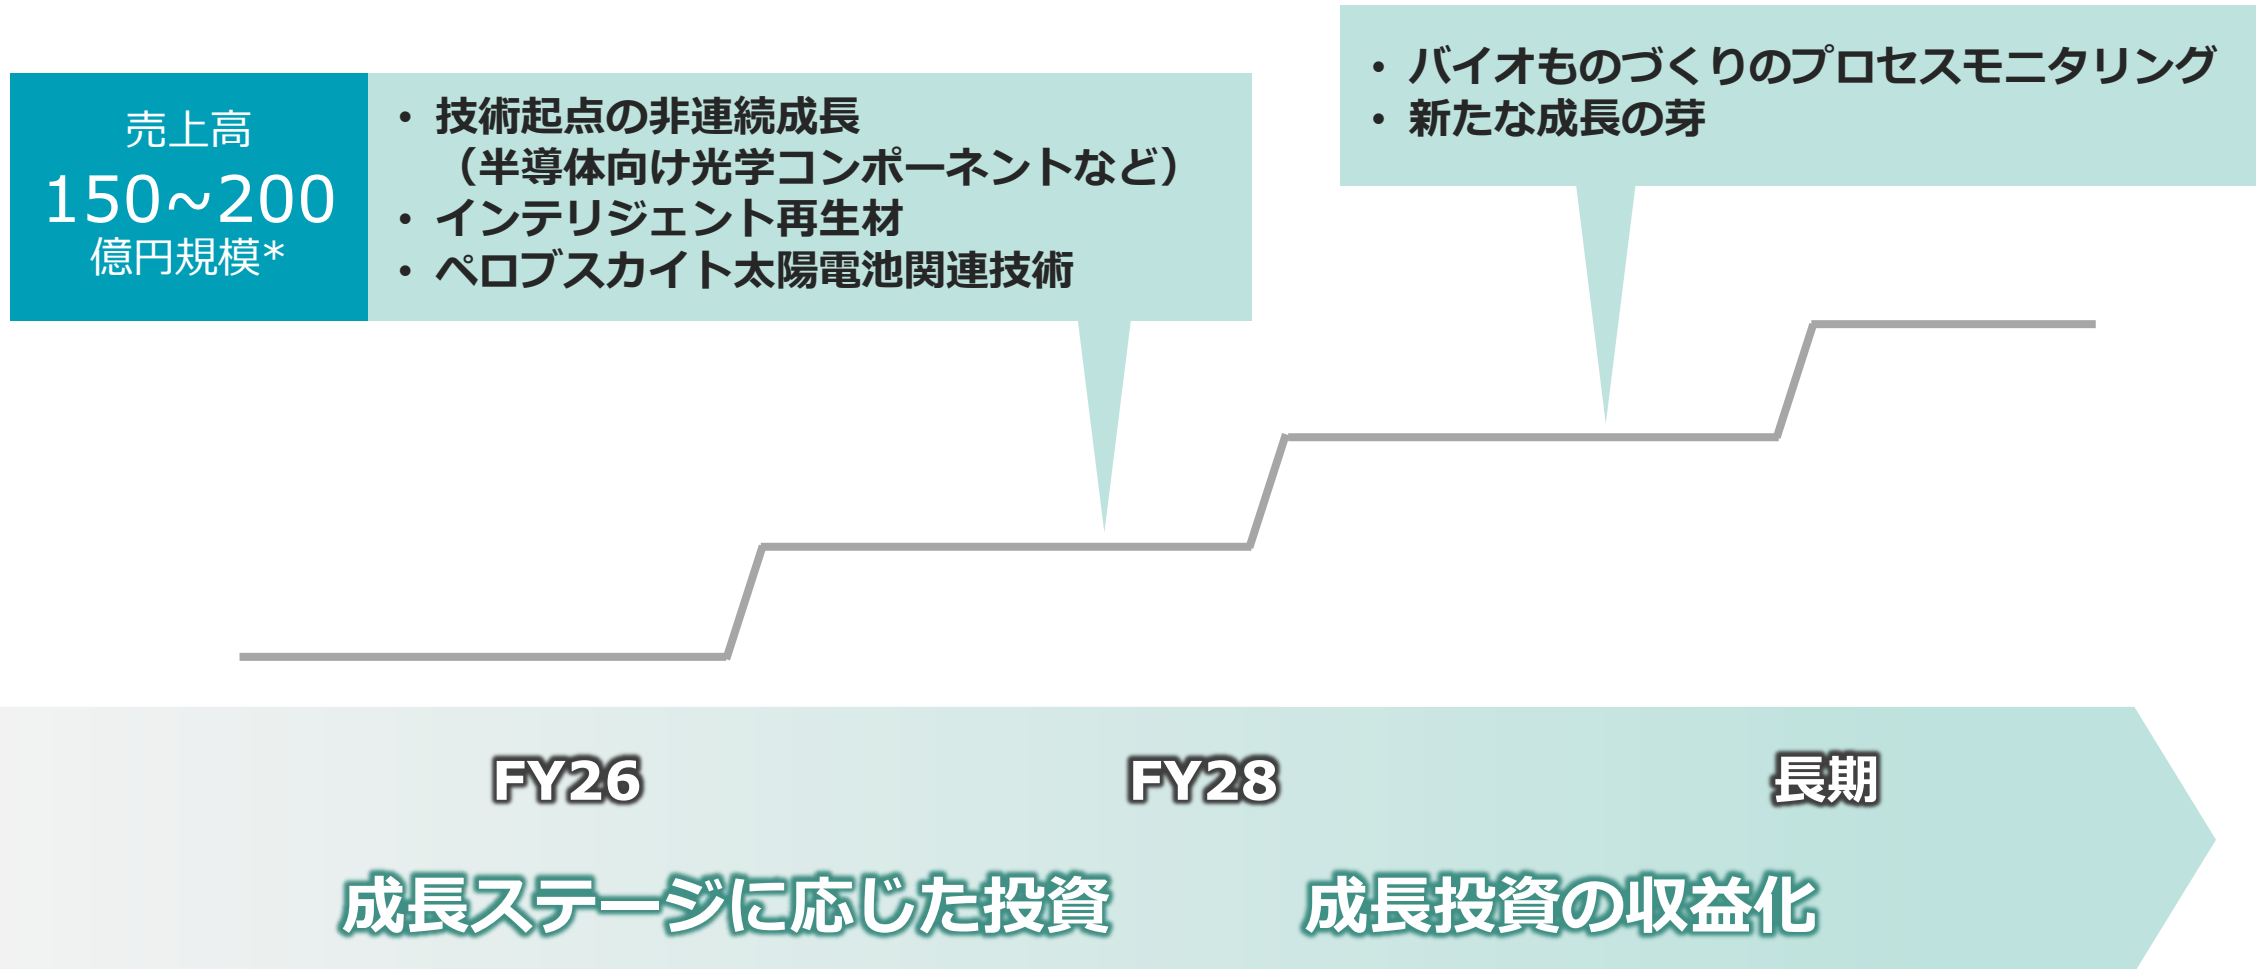 売上高
150~200
億円規模*
• 技術起点の非連続成長
（半導体向け光学コンポーネントなど）
• インテリジェント再生材
• ペロブスカイト太陽電池関連技術
• バイオものづくりのプロセスモニタリング
• 新たな成長の芽
FY26
FY28
長期
成長ステージに応じた投資
成長投資の収益化